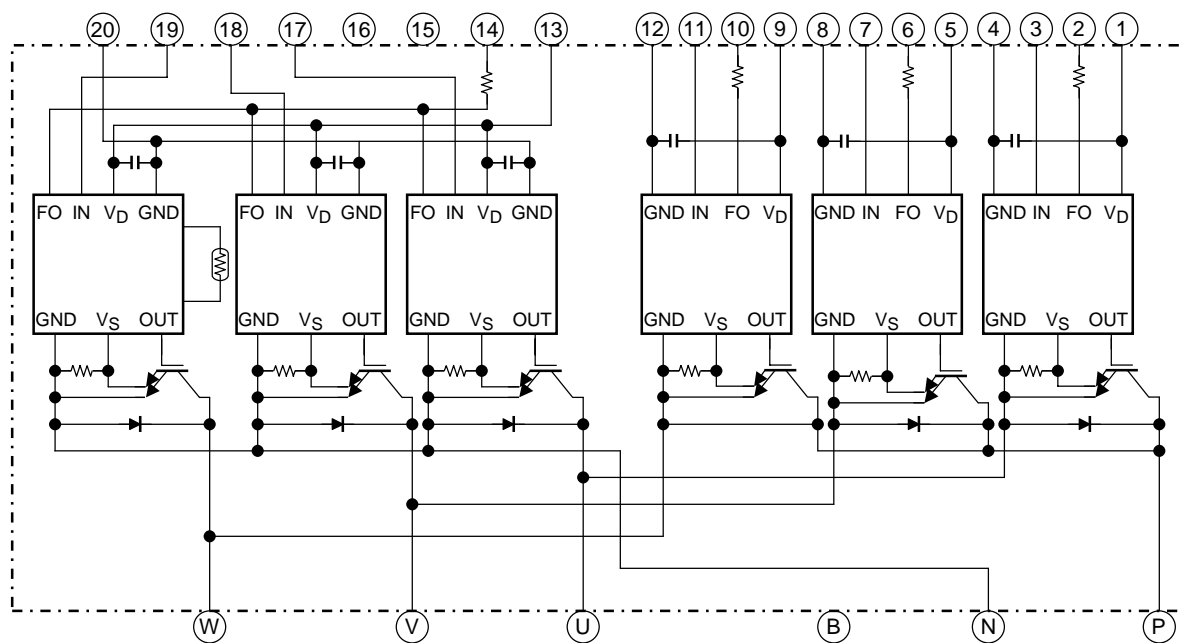 20 19 18 17 16 15 14 13 12 11 10 9 8 7 6 5 4 3 2 1
FO IN VD GND FO IN VD GND FO IN VD GND GND IN FO VD GND IN FO VD GND IN FO VD
GND VS OUT GND VS OUT GND VS OUT GND VS OUT GND VS OUT GND VS OUT
W V U B N P